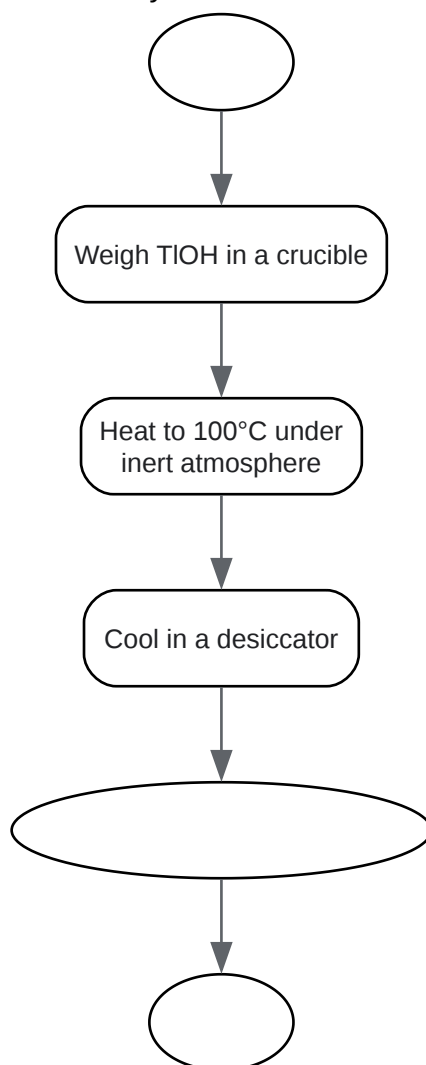 Weigh TlOH in a crucible
Heat to 100°C under
inert atmosphere
Cool in a desiccator